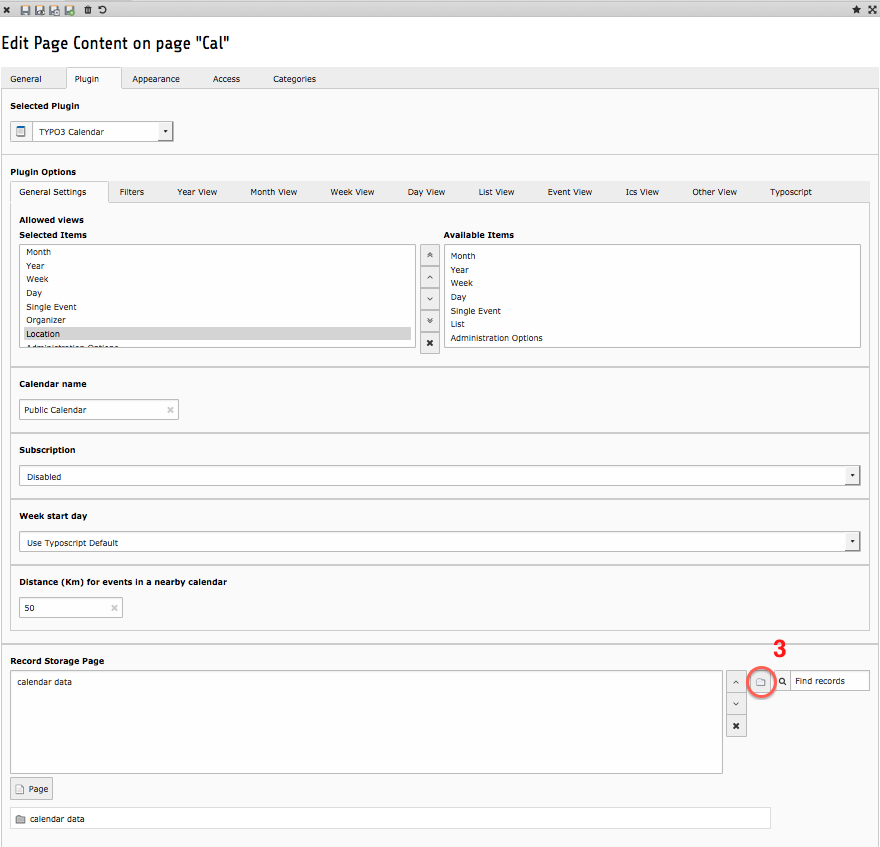 Edit Page Content on page "Cal"
General Plugin Appearance Access Categories
Selected Plugin
TYPO3 Calendar
Plugin Options
General Settings Filters Year View Month View Week View Day View List View Event View Ics View Other View Typoscript
Allowed views
Selected Items
Month
Year
Week
Day
Single Event
Organizer
Location
Administration Options
Available Items
Month
Year
Week
Day
Single Event
List
Administration Options
Calendar name
Public Calendar
Subscription
Disabled
Week start day
Use Typoscript Default
Distance (Km) for events in a nearby calendar
50
3
Record Storage Page
calendar data
Find records
Page
calendar data